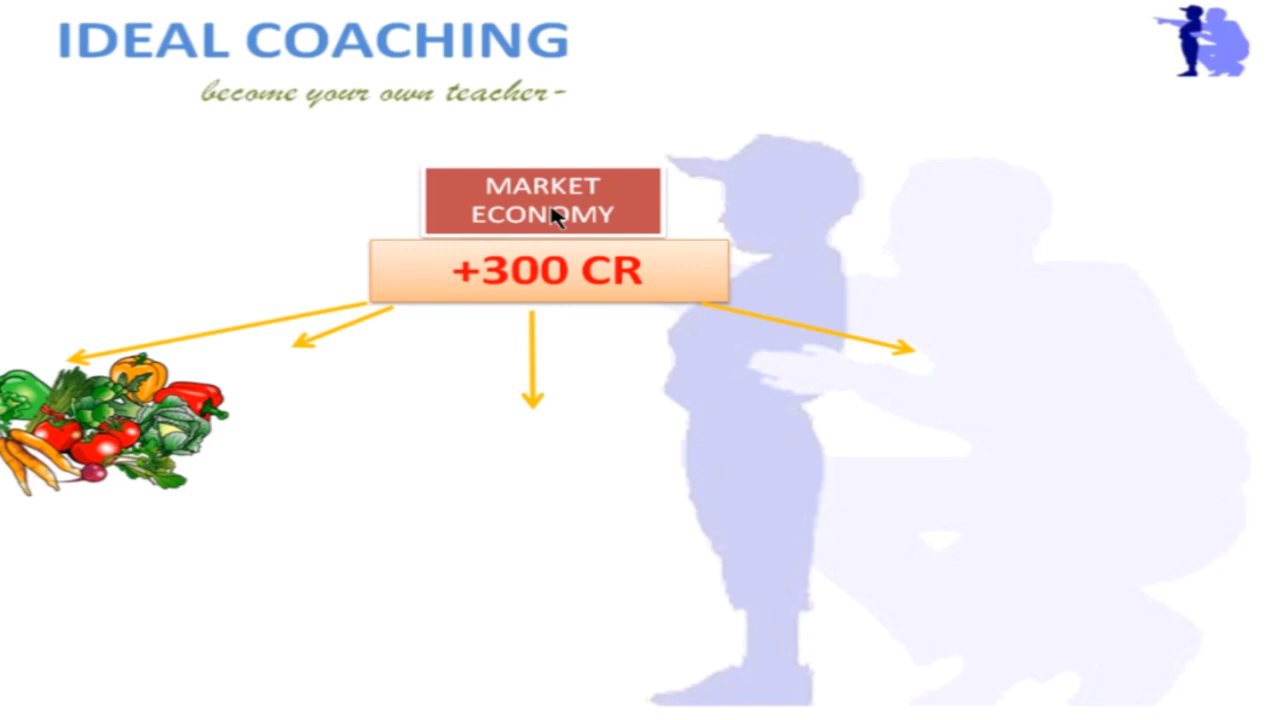 IDEAL COACHING
become your own teacher-
MARKET
ECONOMY
+300 CR